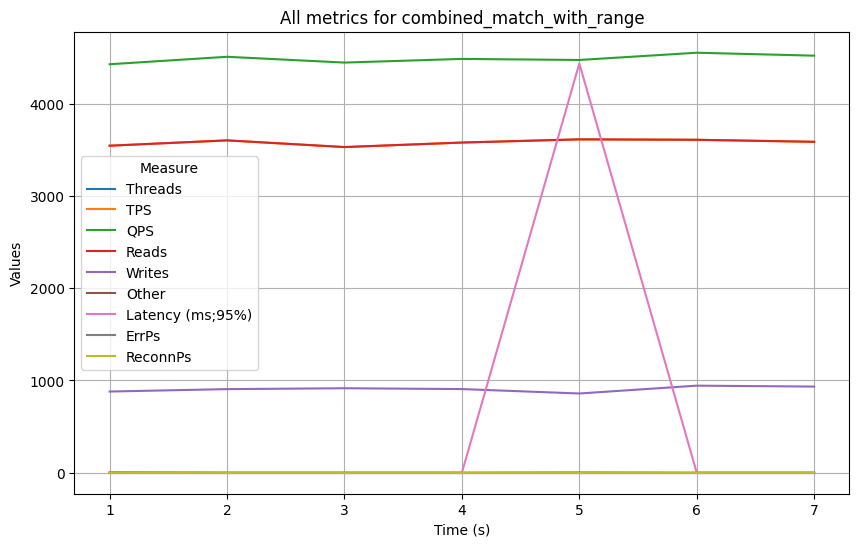 All metrics for combined_match_with_range
Values
4000
3000
2000
1000
0
Measure
Threads
TPS
QPS
Reads
Writes
Other
Latency (ms;95%)
ErrPs
ReconnPs
1 2 3 4 5 6 7
Time (s)